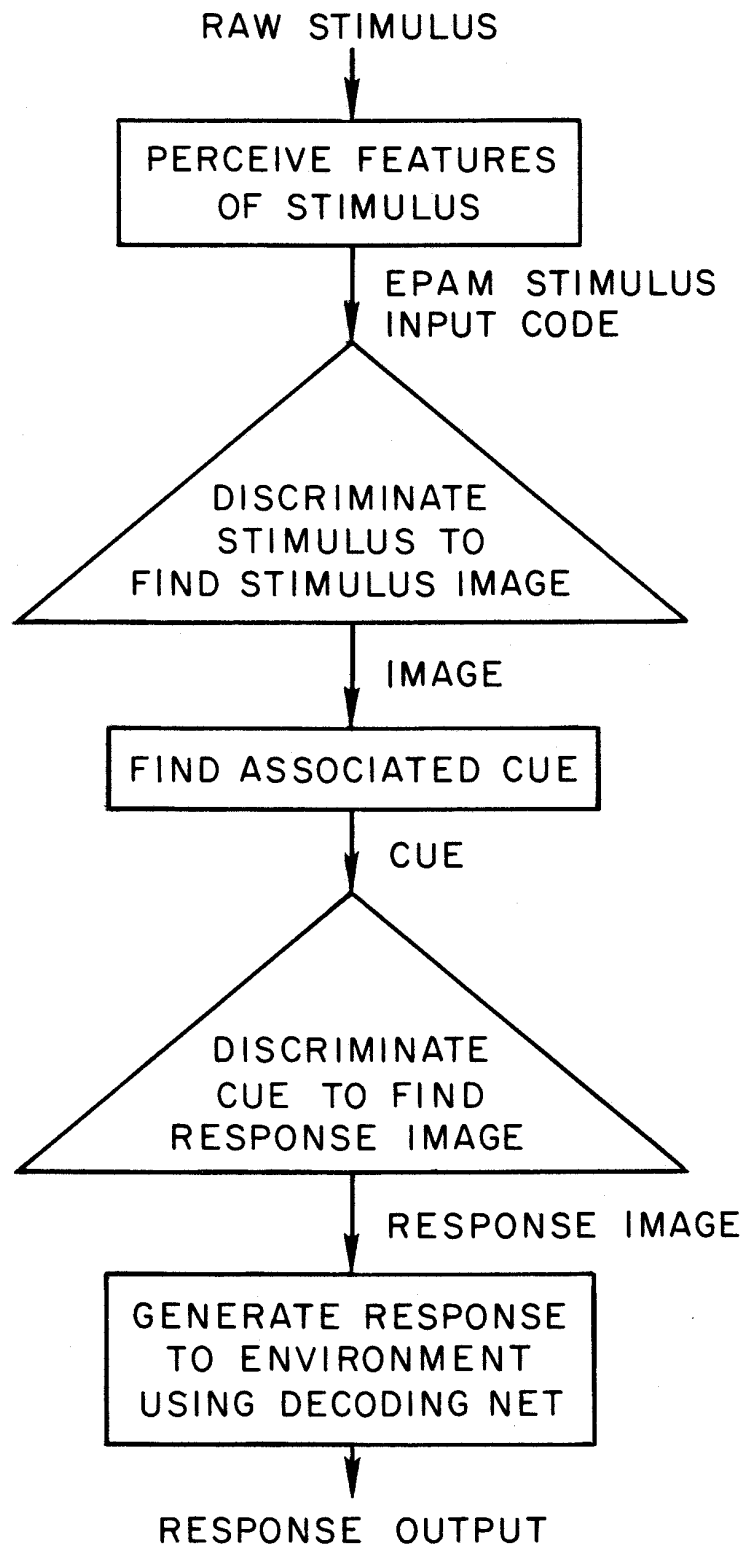 RAW STIMULUS
PERCEIVE FEATURES
OF STIMULUS
EPAM STIMULUS
INPUT CODE
DISCRIMINATE
STIMULUS TO
FIND STIMULUS IMAGE
IMAGE
FIND ASSOCIATED CUE
CUE
DISCRIMINATE
CUE TO FIND
RESPONSE IMAGE
RESPONSE IMAGE
GENERATE RESPONSE
TO ENVIRONMENT
USING DECODING NET
RESPONSE OUTPUT